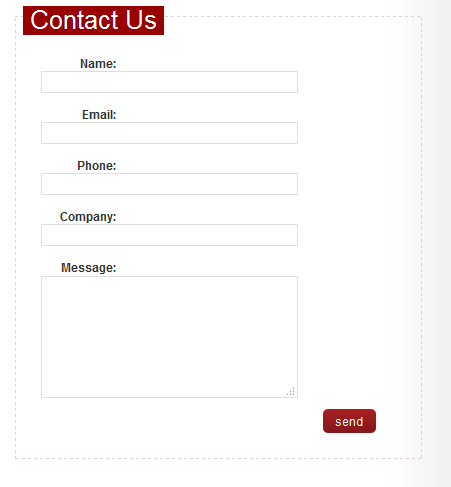 Contact Us
Name:
Email:
Phone:
Company:
Message:
send